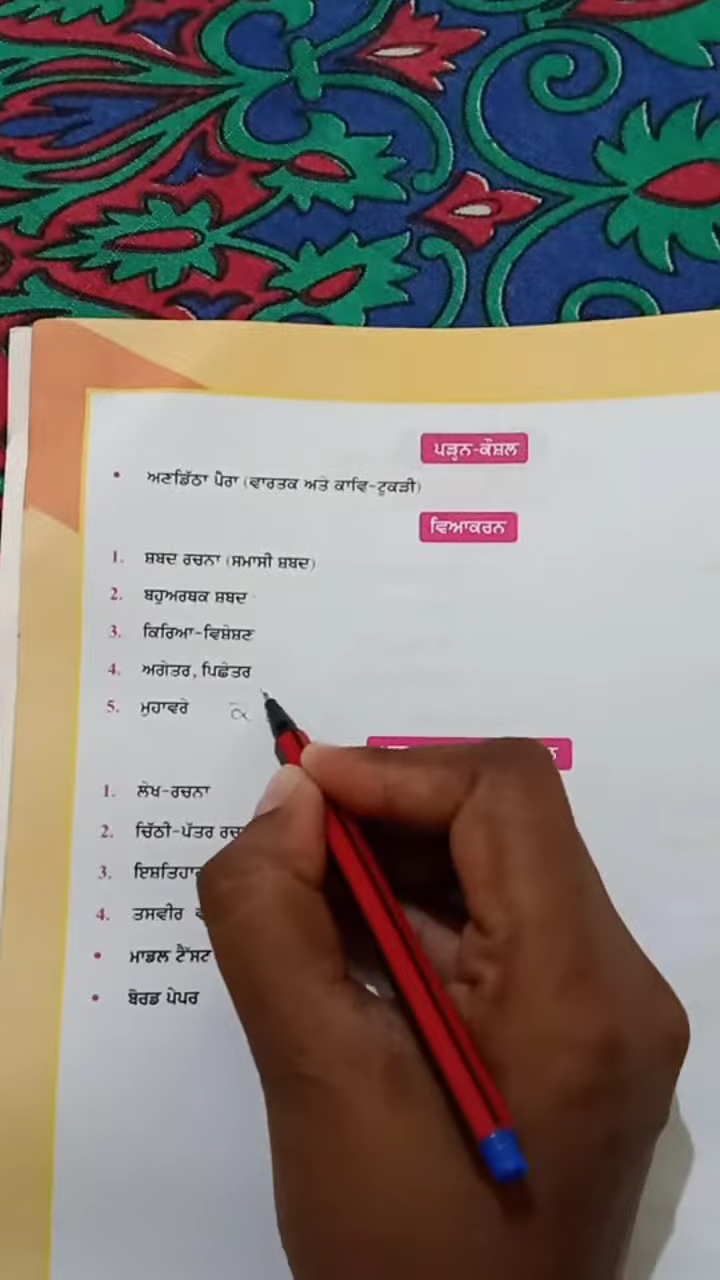 ਪੜ੍ਹਨ-ਕੌਸ਼ਲ
• ਅਣਡਿੱਠਾ ਪੈਰਾ (ਵਾਰਤਕ ਅਤੇ ਕਾਵਿ-ਟੁਕੜੀ)
ਵਿਆਕਰਨ
1. ਸ਼ਬਦ ਰਚਨਾ (ਸਮਾਸੀ ਸ਼ਬਦ)
2. ਬਹੁਅਰਥਕ ਸ਼ਬਦ
3. ਕਿਰਿਆ-ਵਿਸ਼ੇਸ਼ਣ
4. ਅਗੇਤਰ, ਪਿਛੇਤਰ
5. ਮੁਹਾਵਰੇ
1. ਲੇਖ-ਰਚਨਾ
2. ਚਿੱਠੀ-ਪੱਤਰ
3.
4. ਤਸਵੀਰ
• ਮਾਡਲ ਟੈੱਸਟ
• ਬੋਰਡ ਪੇਪਰ